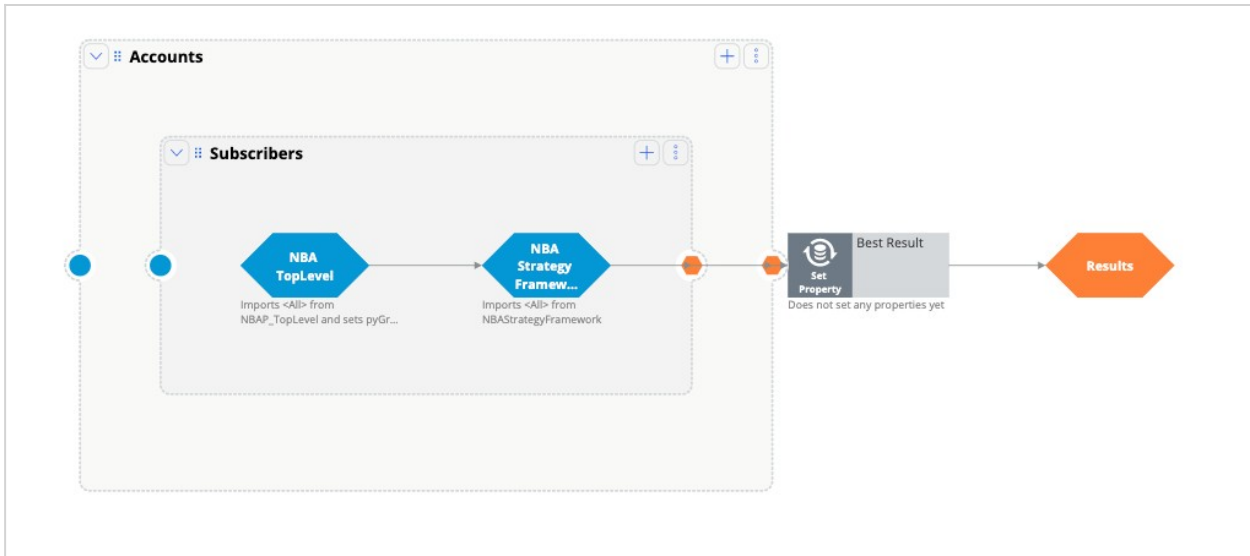 Accounts
Subscribers
NBA
TopLevel
Imports <All> from
NBAP_TopLevel and sets pyGr...
NBA
Strategy
Framew...
Imports <All> from
NBAStrategyFramework
Set
Property
Best Result
Does not set any properties yet
Results